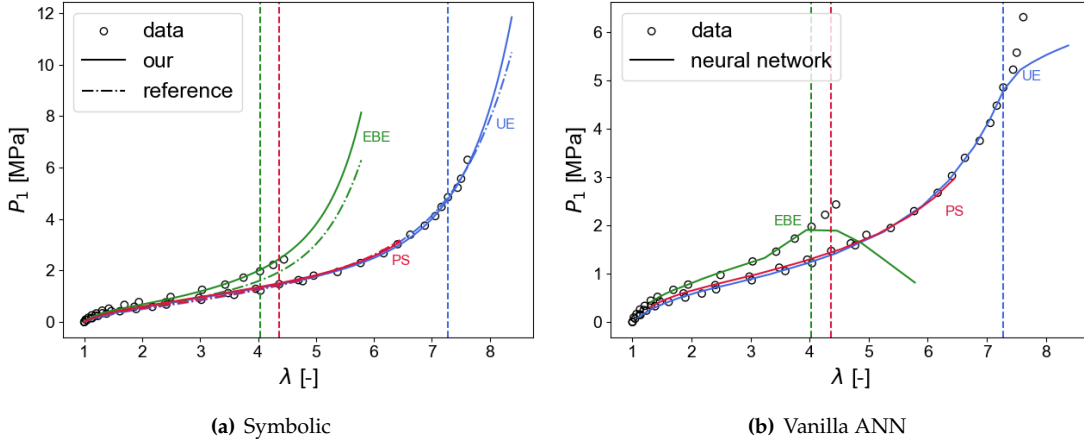 12
10
8
6
4
2
0
P₁ [MPa]
data
our
reference
EBE
UE
PS
1 2 3 4 5 6 7 8
λ [-]
(a) Symbolic
6
5
4
3
2
1
0
P₁ [MPa]
data
neural network
UE
EBE
PS
1 2 3 4 5 6 7 8
λ [-]
(b) Vanilla ANN